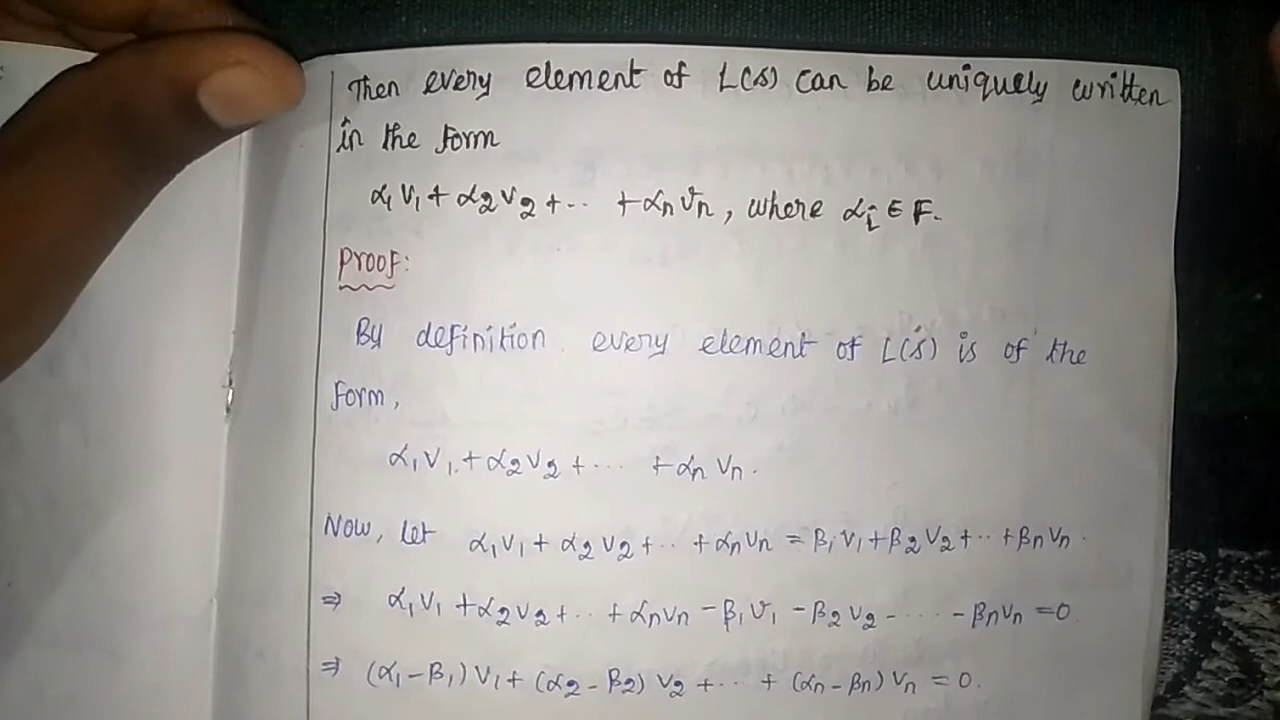 Then every element of L(S) can be uniquely written
in the form
α₁v₁ + α₂v₂ + ·· + αₙvₙ, where αᵢ ∈ F.
Proof:
By definition every element of L(S) is of the
form,
α₁v₁ + α₂v₂ + ··· + αₙvₙ.
Now, let α₁v₁ + α₂v₂ + ·· + αₙvₙ = β₁v₁ + β₂v₂ + ·· + βₙvₙ.
⇒ α₁v₁ + α₂v₂ + ·· + αₙvₙ - β₁v₁ - β₂v₂ - ···· - βₙvₙ = 0
⇒ (α₁ - β₁)v₁ + (α₂ - β₂)v₂ + ··· + (αₙ - βₙ)vₙ = 0.